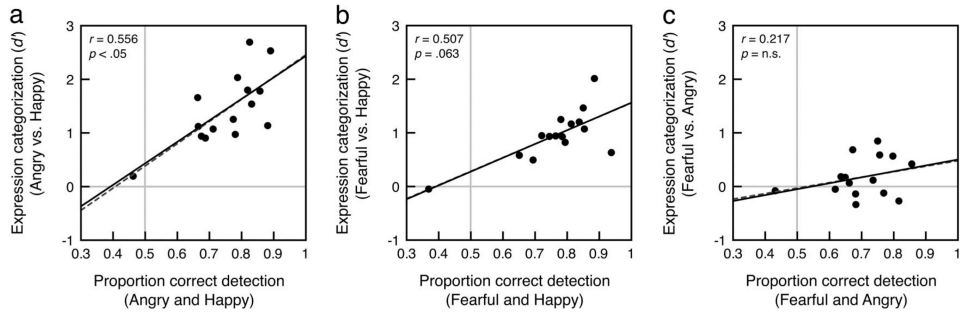 a
r = 0.556
p < .05
Expression categorization (d')
(Angry vs. Happy)
3
2
1
0
-1
0.3 0.4 0.5 0.6 0.7 0.8 0.9 1
Proportion correct detection
(Angry and Happy)
b
r = 0.507
p = .063
Expression categorization (d')
(Fearful vs. Happy)
3
2
1
0
-1
0.3 0.4 0.5 0.6 0.7 0.8 0.9 1
Proportion correct detection
(Fearful and Happy)
c
r = 0.217
p = n.s.
Expression categorization (d')
(Fearful vs. Angry)
3
2
1
0
-1
0.3 0.4 0.5 0.6 0.7 0.8 0.9 1
Proportion correct detection
(Fearful and Angry)